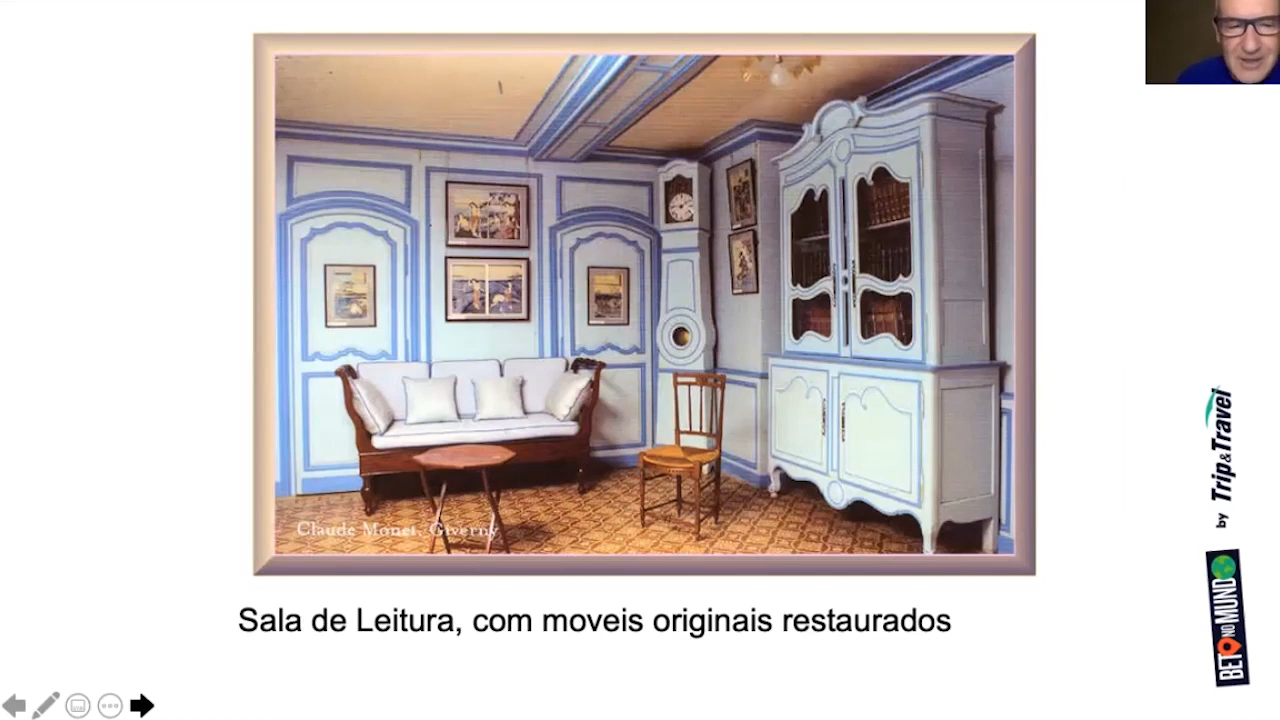 Claude Monet, Giverny
Sala de Leitura, com moveis originais restaurados
by Trip&Travel
BETO NO MUNDO